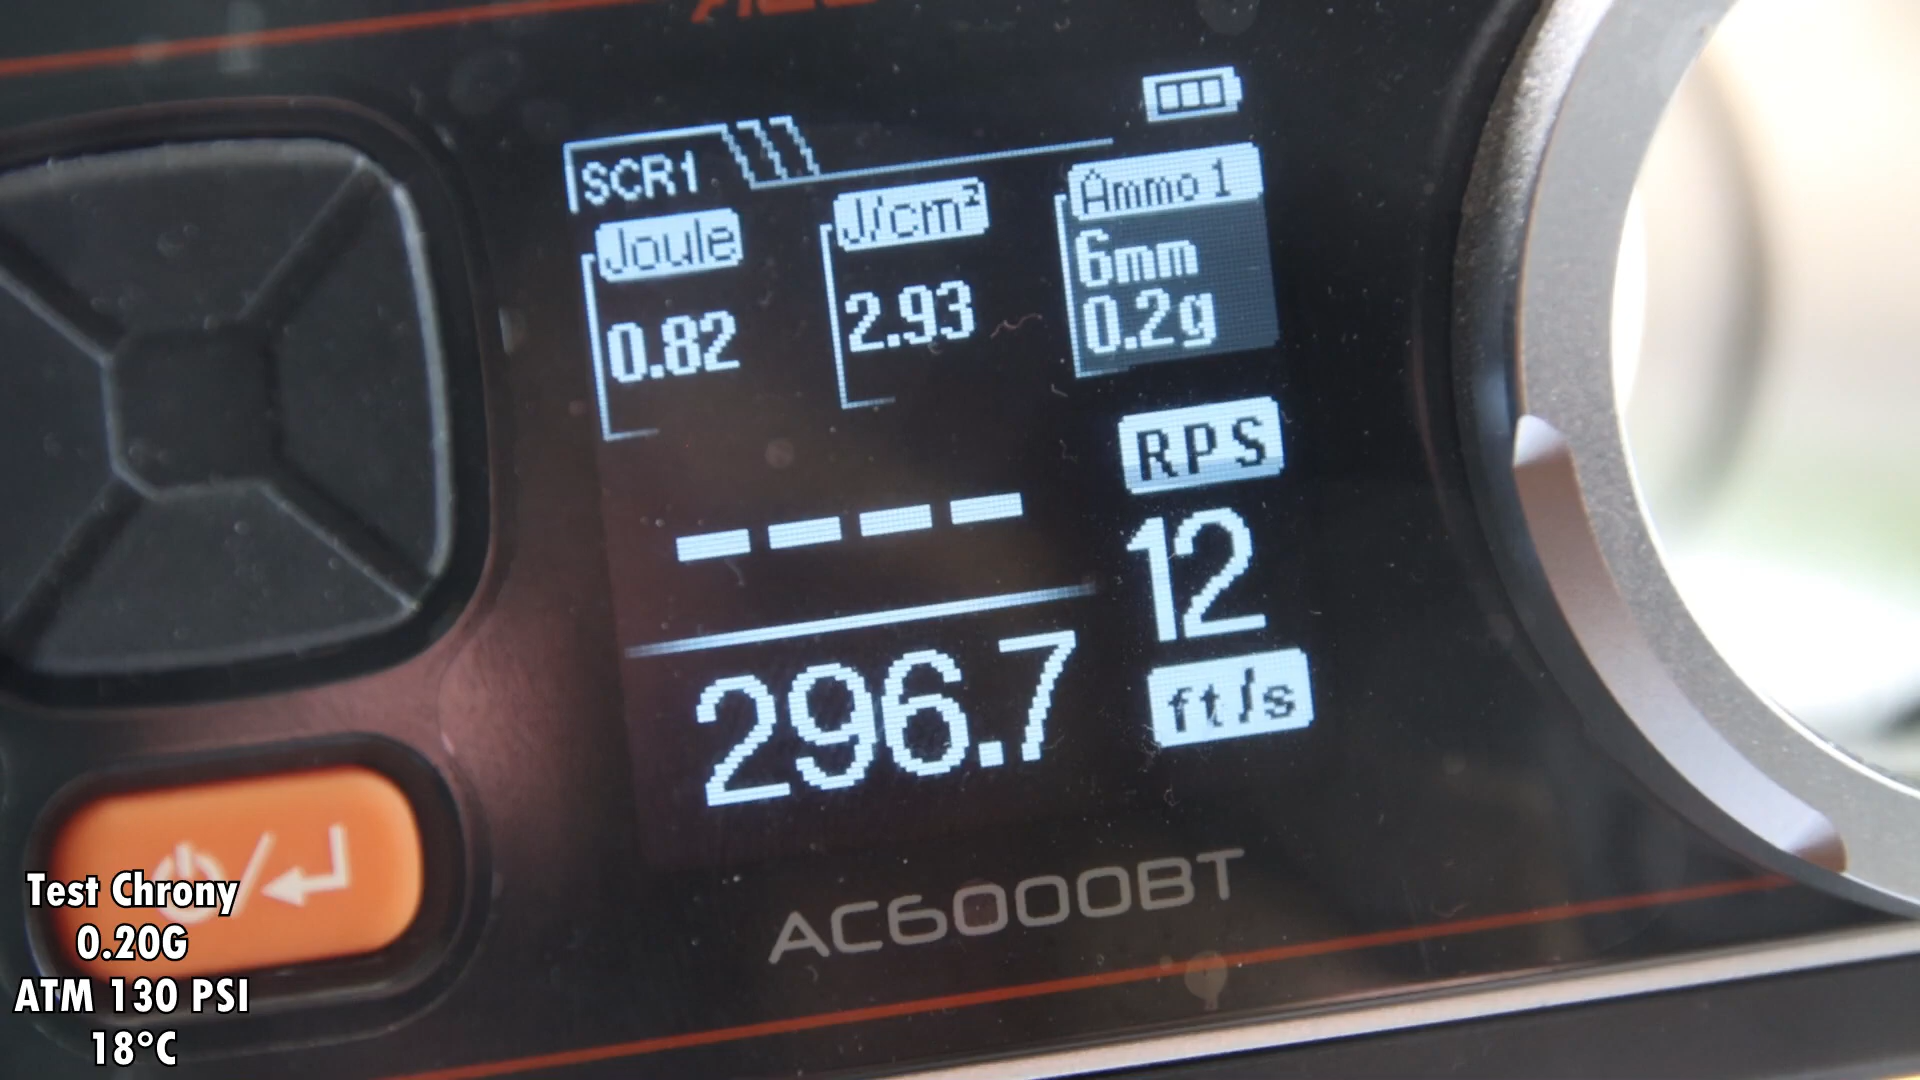 SCR1
Joule
J/cm²
Ammo 1
0.82
2.93
6mm
0.2g
RPS
----
12
296.7
ft/s
AC6000BT
Test Chrony
0.20G
ATM 130 PSI
18°C